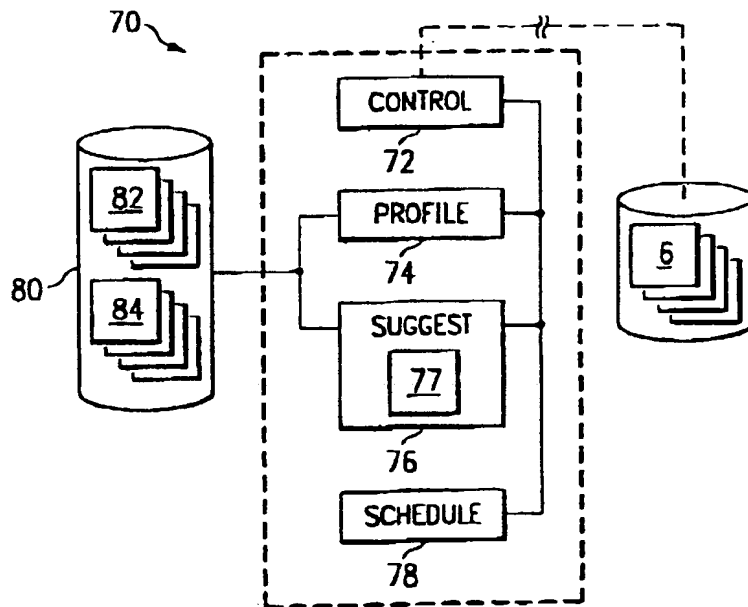 70
CONTROL
72
82
PROFILE
6
74
80
84
SUGGEST
77
76
SCHEDULE
78